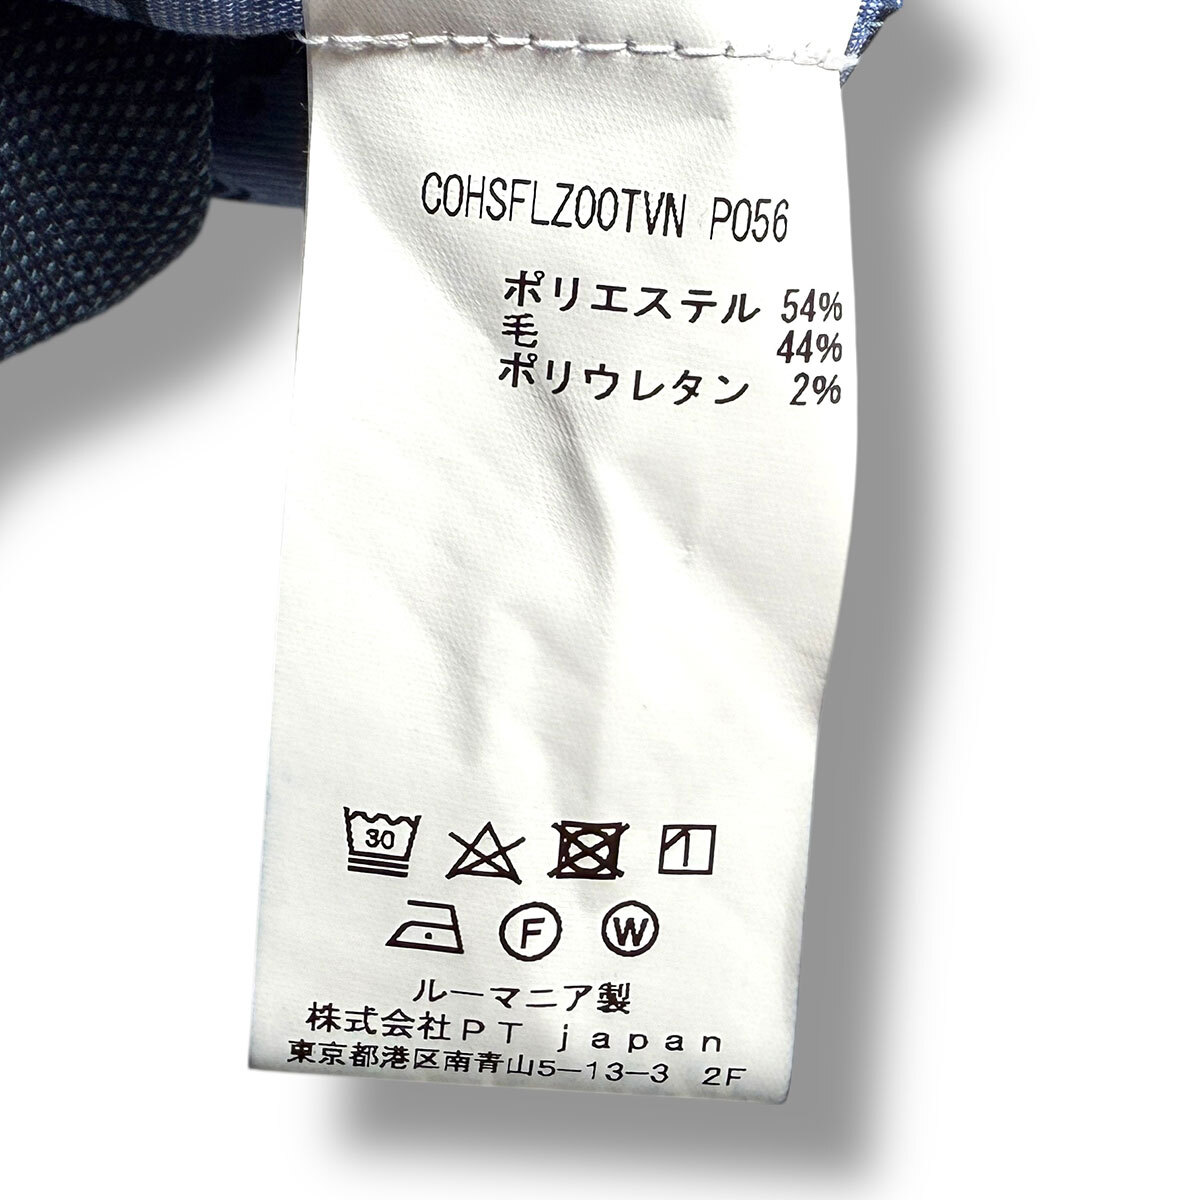 COHSFLZ00TVN P056
ポリエステル 54%
毛 44%
ポリウレタン 2%
30
F W
ルーマニア製
株式会社PT japan
東京都港区南青山5-13-3 2F